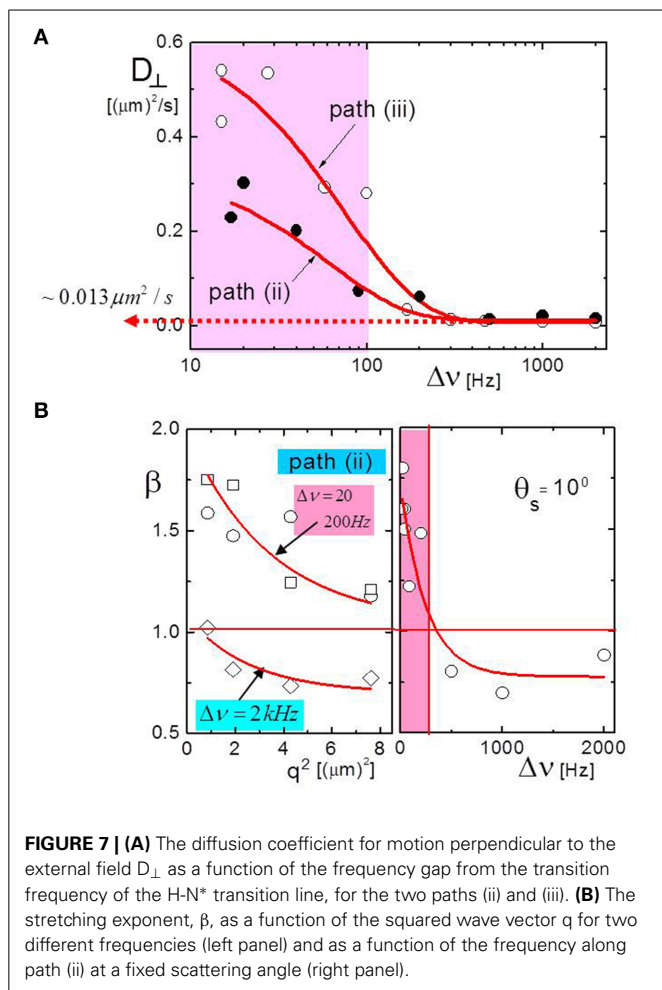 A
0.6
D⊥
[(μm)²/s]
0.4
path (iii)
0.2
path (ii)
~ 0.013 μm² / s
0.0
10 100 1000
Δν [Hz]
B
2.0
path (ii)
β
Δν = 20
200Hz
θs = 10⁰
1.5
1.0
Δν = 2 kHz
0.5
0 2 4 6 8 0 1000 2000
q² [(μm)²] Δν [Hz]
FIGURE 7 | (A) The diffusion coefficient for motion perpendicular to the
external field D⊥ as a function of the frequency gap from the transition
frequency of the H-N* transition line, for the two paths (ii) and (iii). (B) The
stretching exponent, β, as a function of the squared wave vector q for two
different frequencies (left panel) and as a function of the frequency along
path (ii) at a fixed scattering angle (right panel).